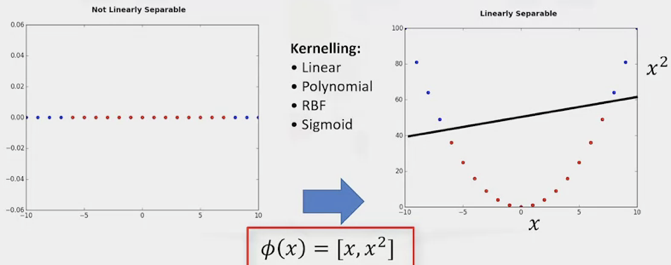 Not Linearly Separable
0.06
0.04
0.02
0.00
−0.02
−0.04
−0.06
−10
−5
0
5
10
Kernelling:
• Linear
• Polynomial
• RBF
• Sigmoid
Linearly Separable
100
80
60
40
20
0
−10
−5
0
5
10
x²
x
ϕ(x) = [x, x²]